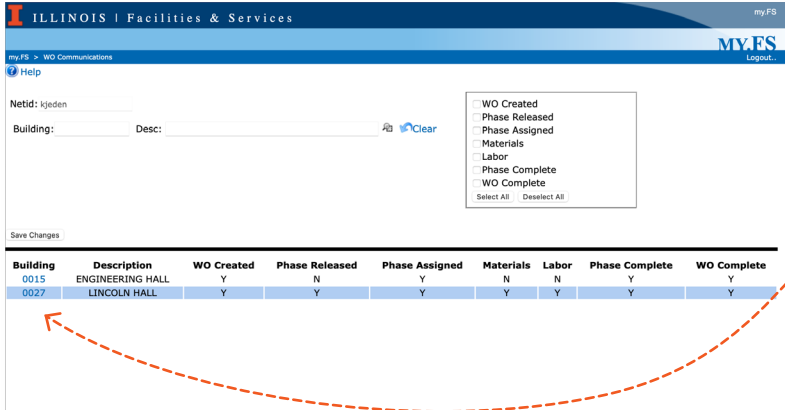 ILLINOIS | Facilities & Services
my.FS
MY.FS
my.FS > WO Communications
Logout..
Help
Netid: kjeden
Building:
Desc:
Clear
WO Created
Phase Released
Phase Assigned
Materials
Labor
Phase Complete
WO Complete
Select All
Deselect All
Save Changes
Building Description WO Created Phase Released Phase Assigned Materials Labor Phase Complete WO Complete
0015 ENGINEERING HALL Y N Y N N Y Y
0027 LINCOLN HALL Y Y Y Y Y Y Y